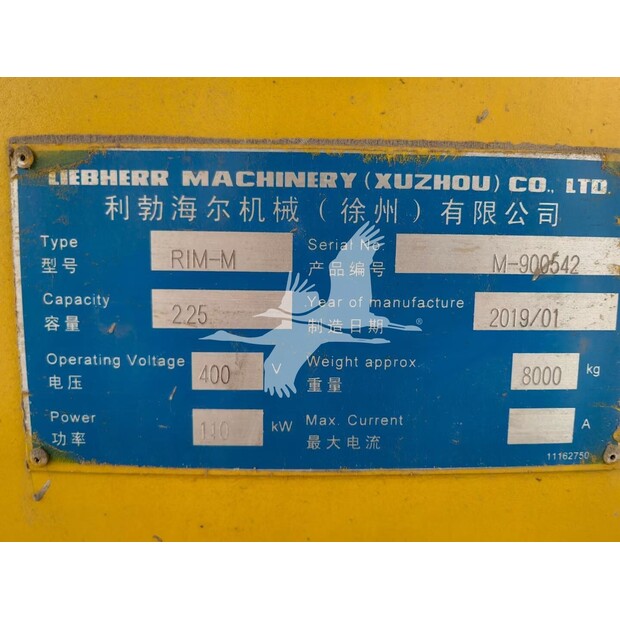 LIEBHERR MACHINERY (XUZHOU) CO., LTD.
利勃海尔机械（徐州）有限公司
Type RIM-M Serial No. M-900542
型号 产品编号
Capacity 2.25 Year of manufacture 2019/01
容量 制造日期
Operating Voltage 400 V Weight approx 8000 kg
电压 重量
Power 110 kW Max. Current A
功率 最大电流
11162750